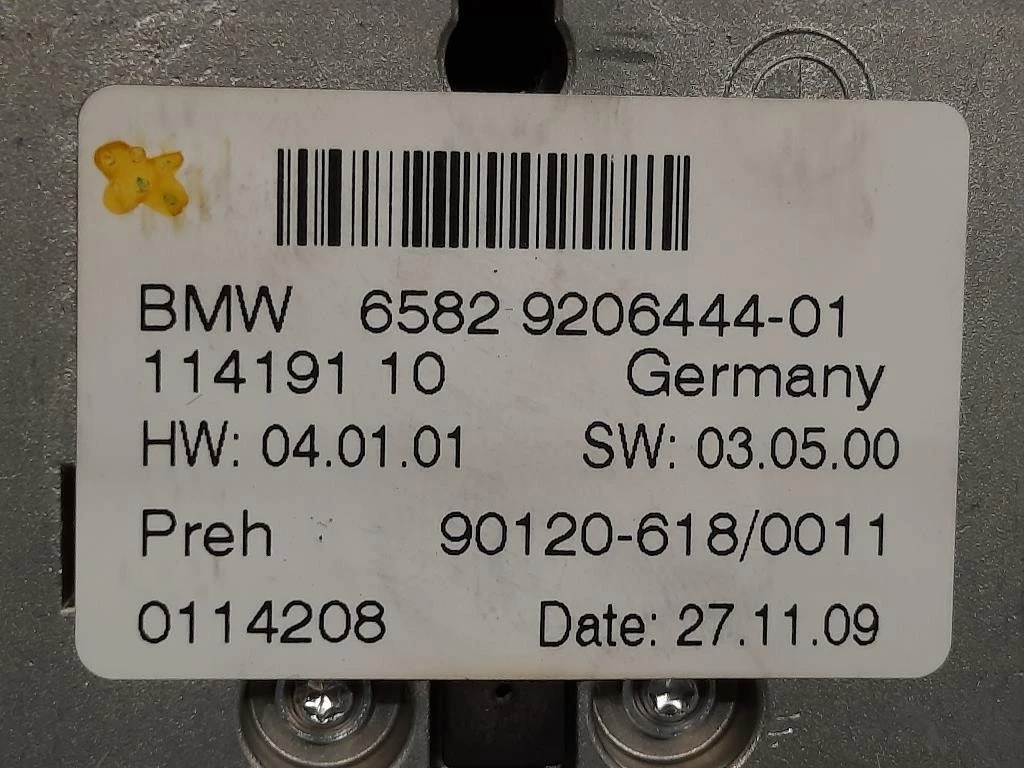 BMW 6582 9206444-01
114191 10 Germany
HW: 04.01.01 SW: 03.05.00
Preh 90120-618/0011
0114208 Date: 27.11.09